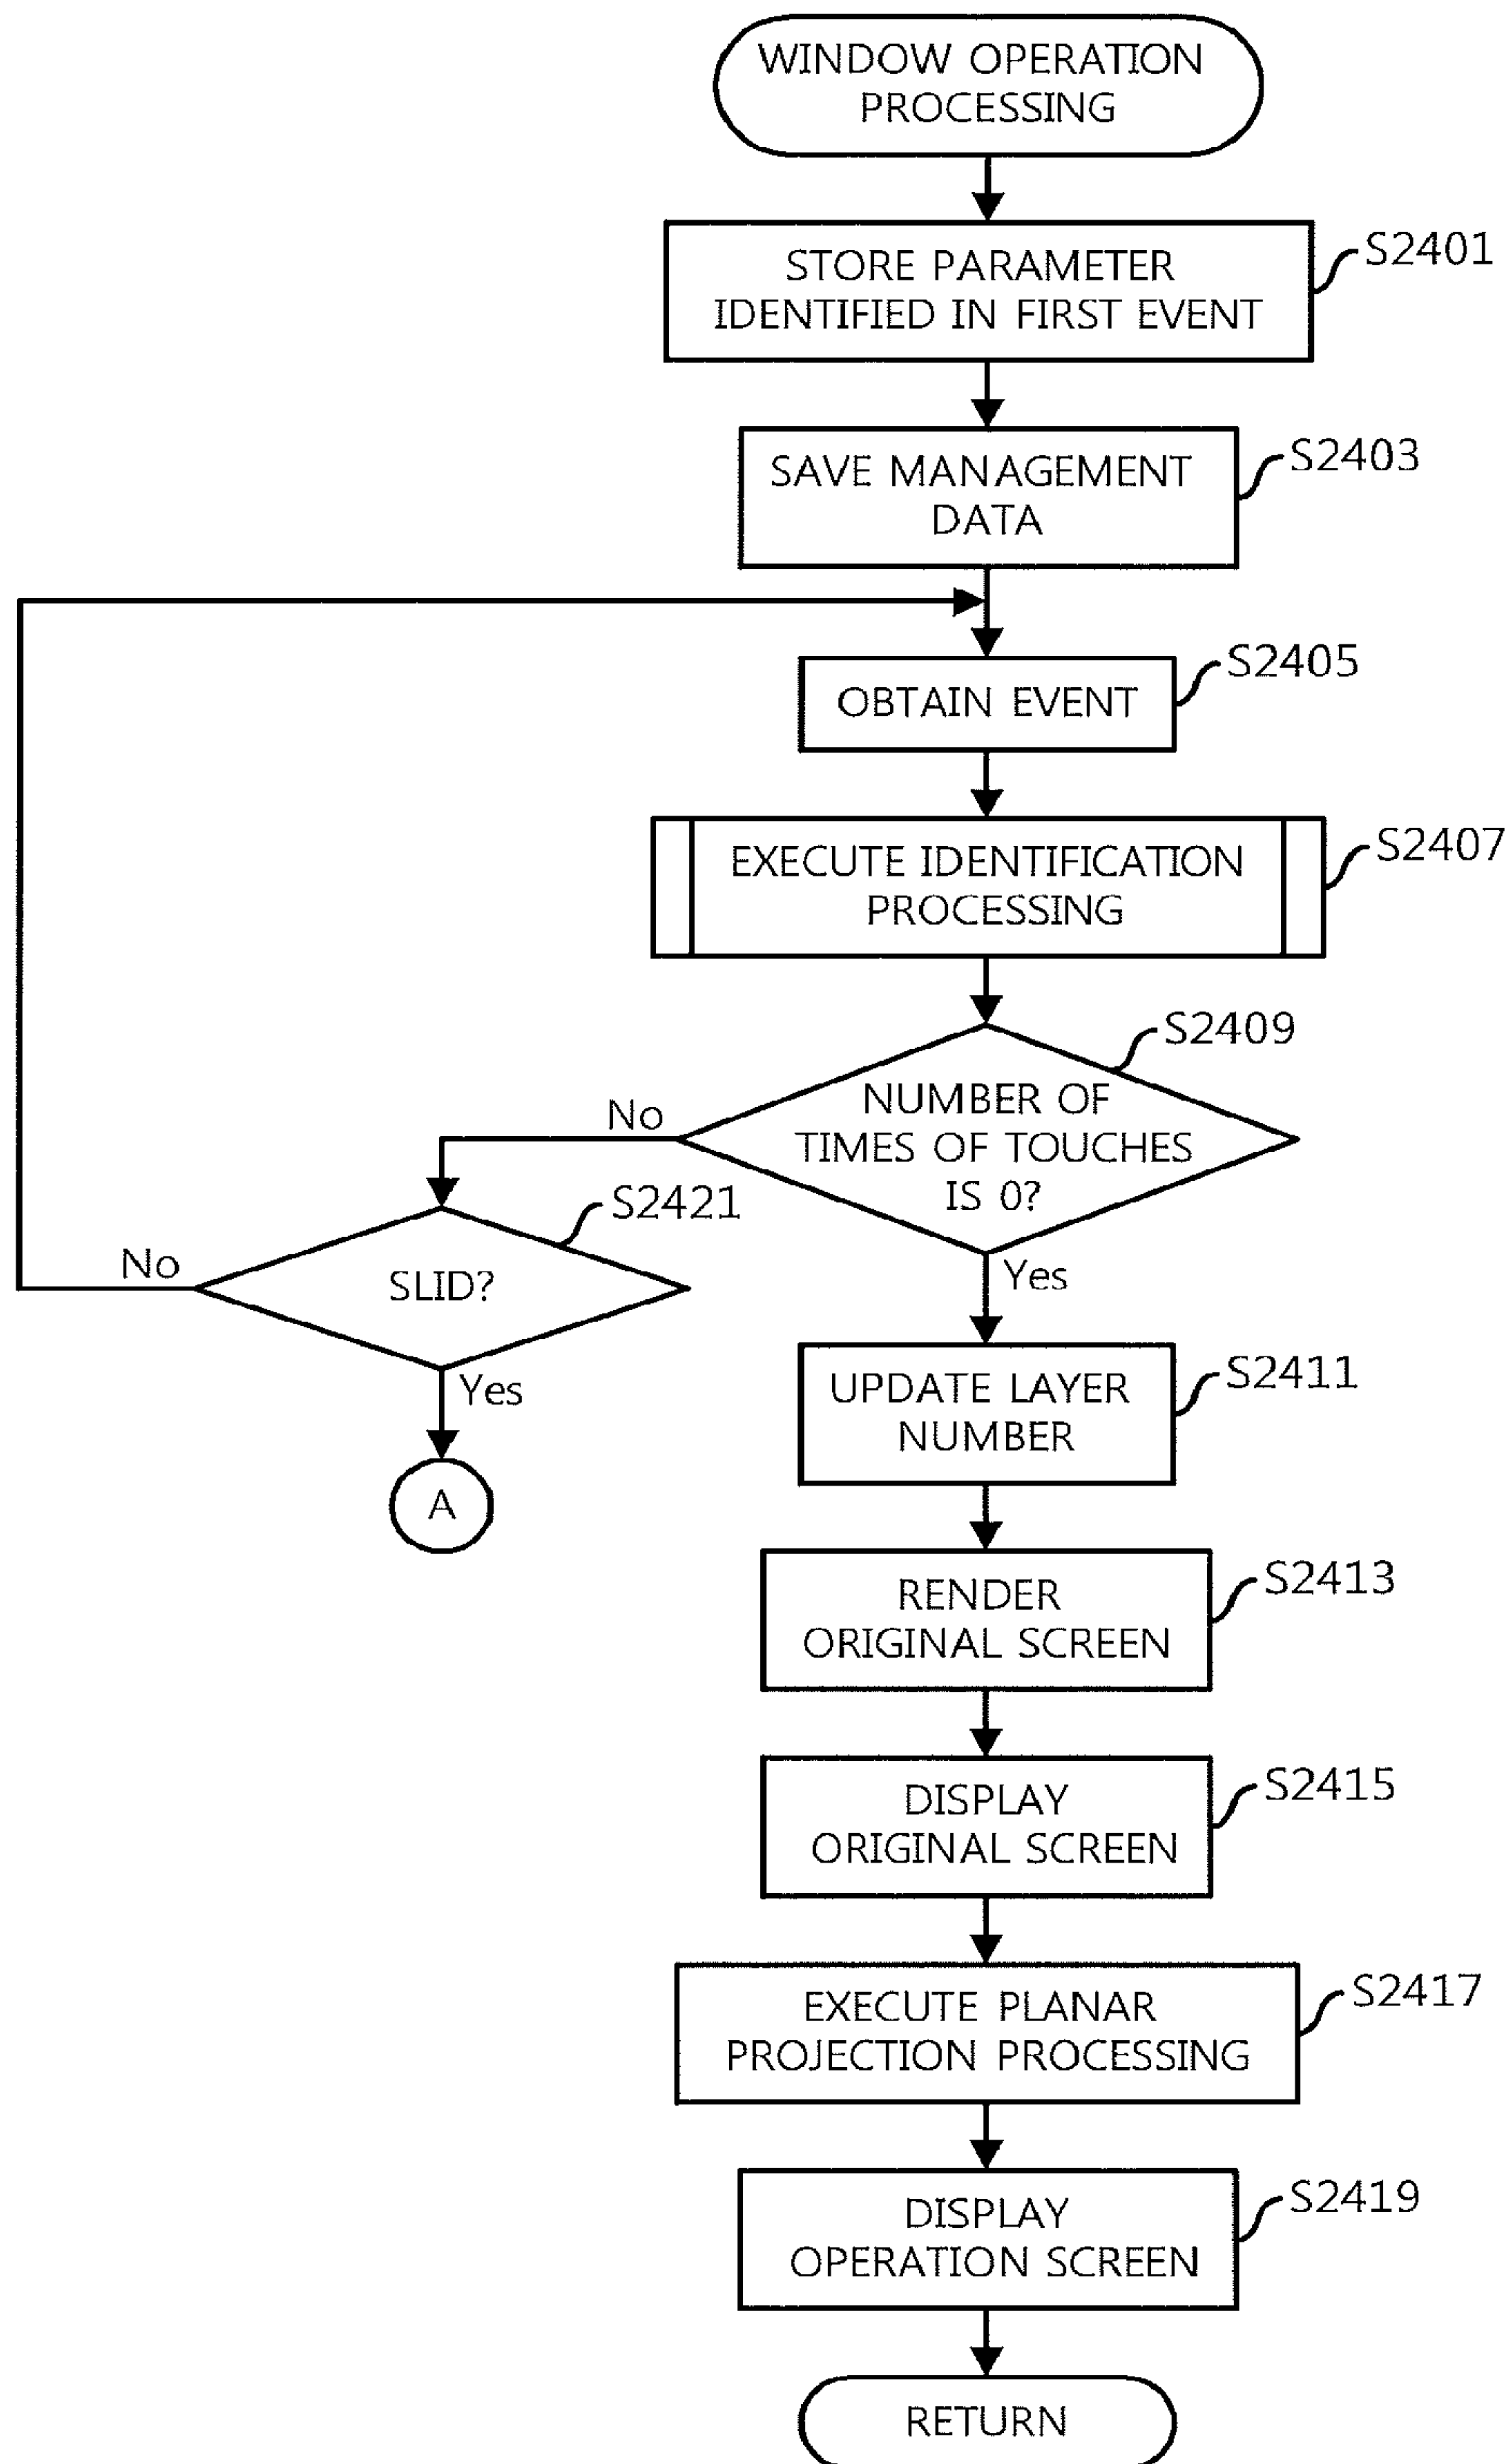 WINDOW OPERATION
PROCESSING
STORE PARAMETER
IDENTIFIED IN FIRST EVENT
S2401
SAVE MANAGEMENT
DATA
S2403
OBTAIN EVENT
S2405
EXECUTE IDENTIFICATION
PROCESSING
S2407
NUMBER OF
TIMES OF TOUCHES
IS 0?
S2409
No
Yes
SLID?
S2421
No
Yes
A
UPDATE LAYER
NUMBER
S2411
RENDER
ORIGINAL SCREEN
S2413
DISPLAY
ORIGINAL SCREEN
S2415
EXECUTE PLANAR
PROJECTION PROCESSING
S2417
DISPLAY
OPERATION SCREEN
S2419
RETURN